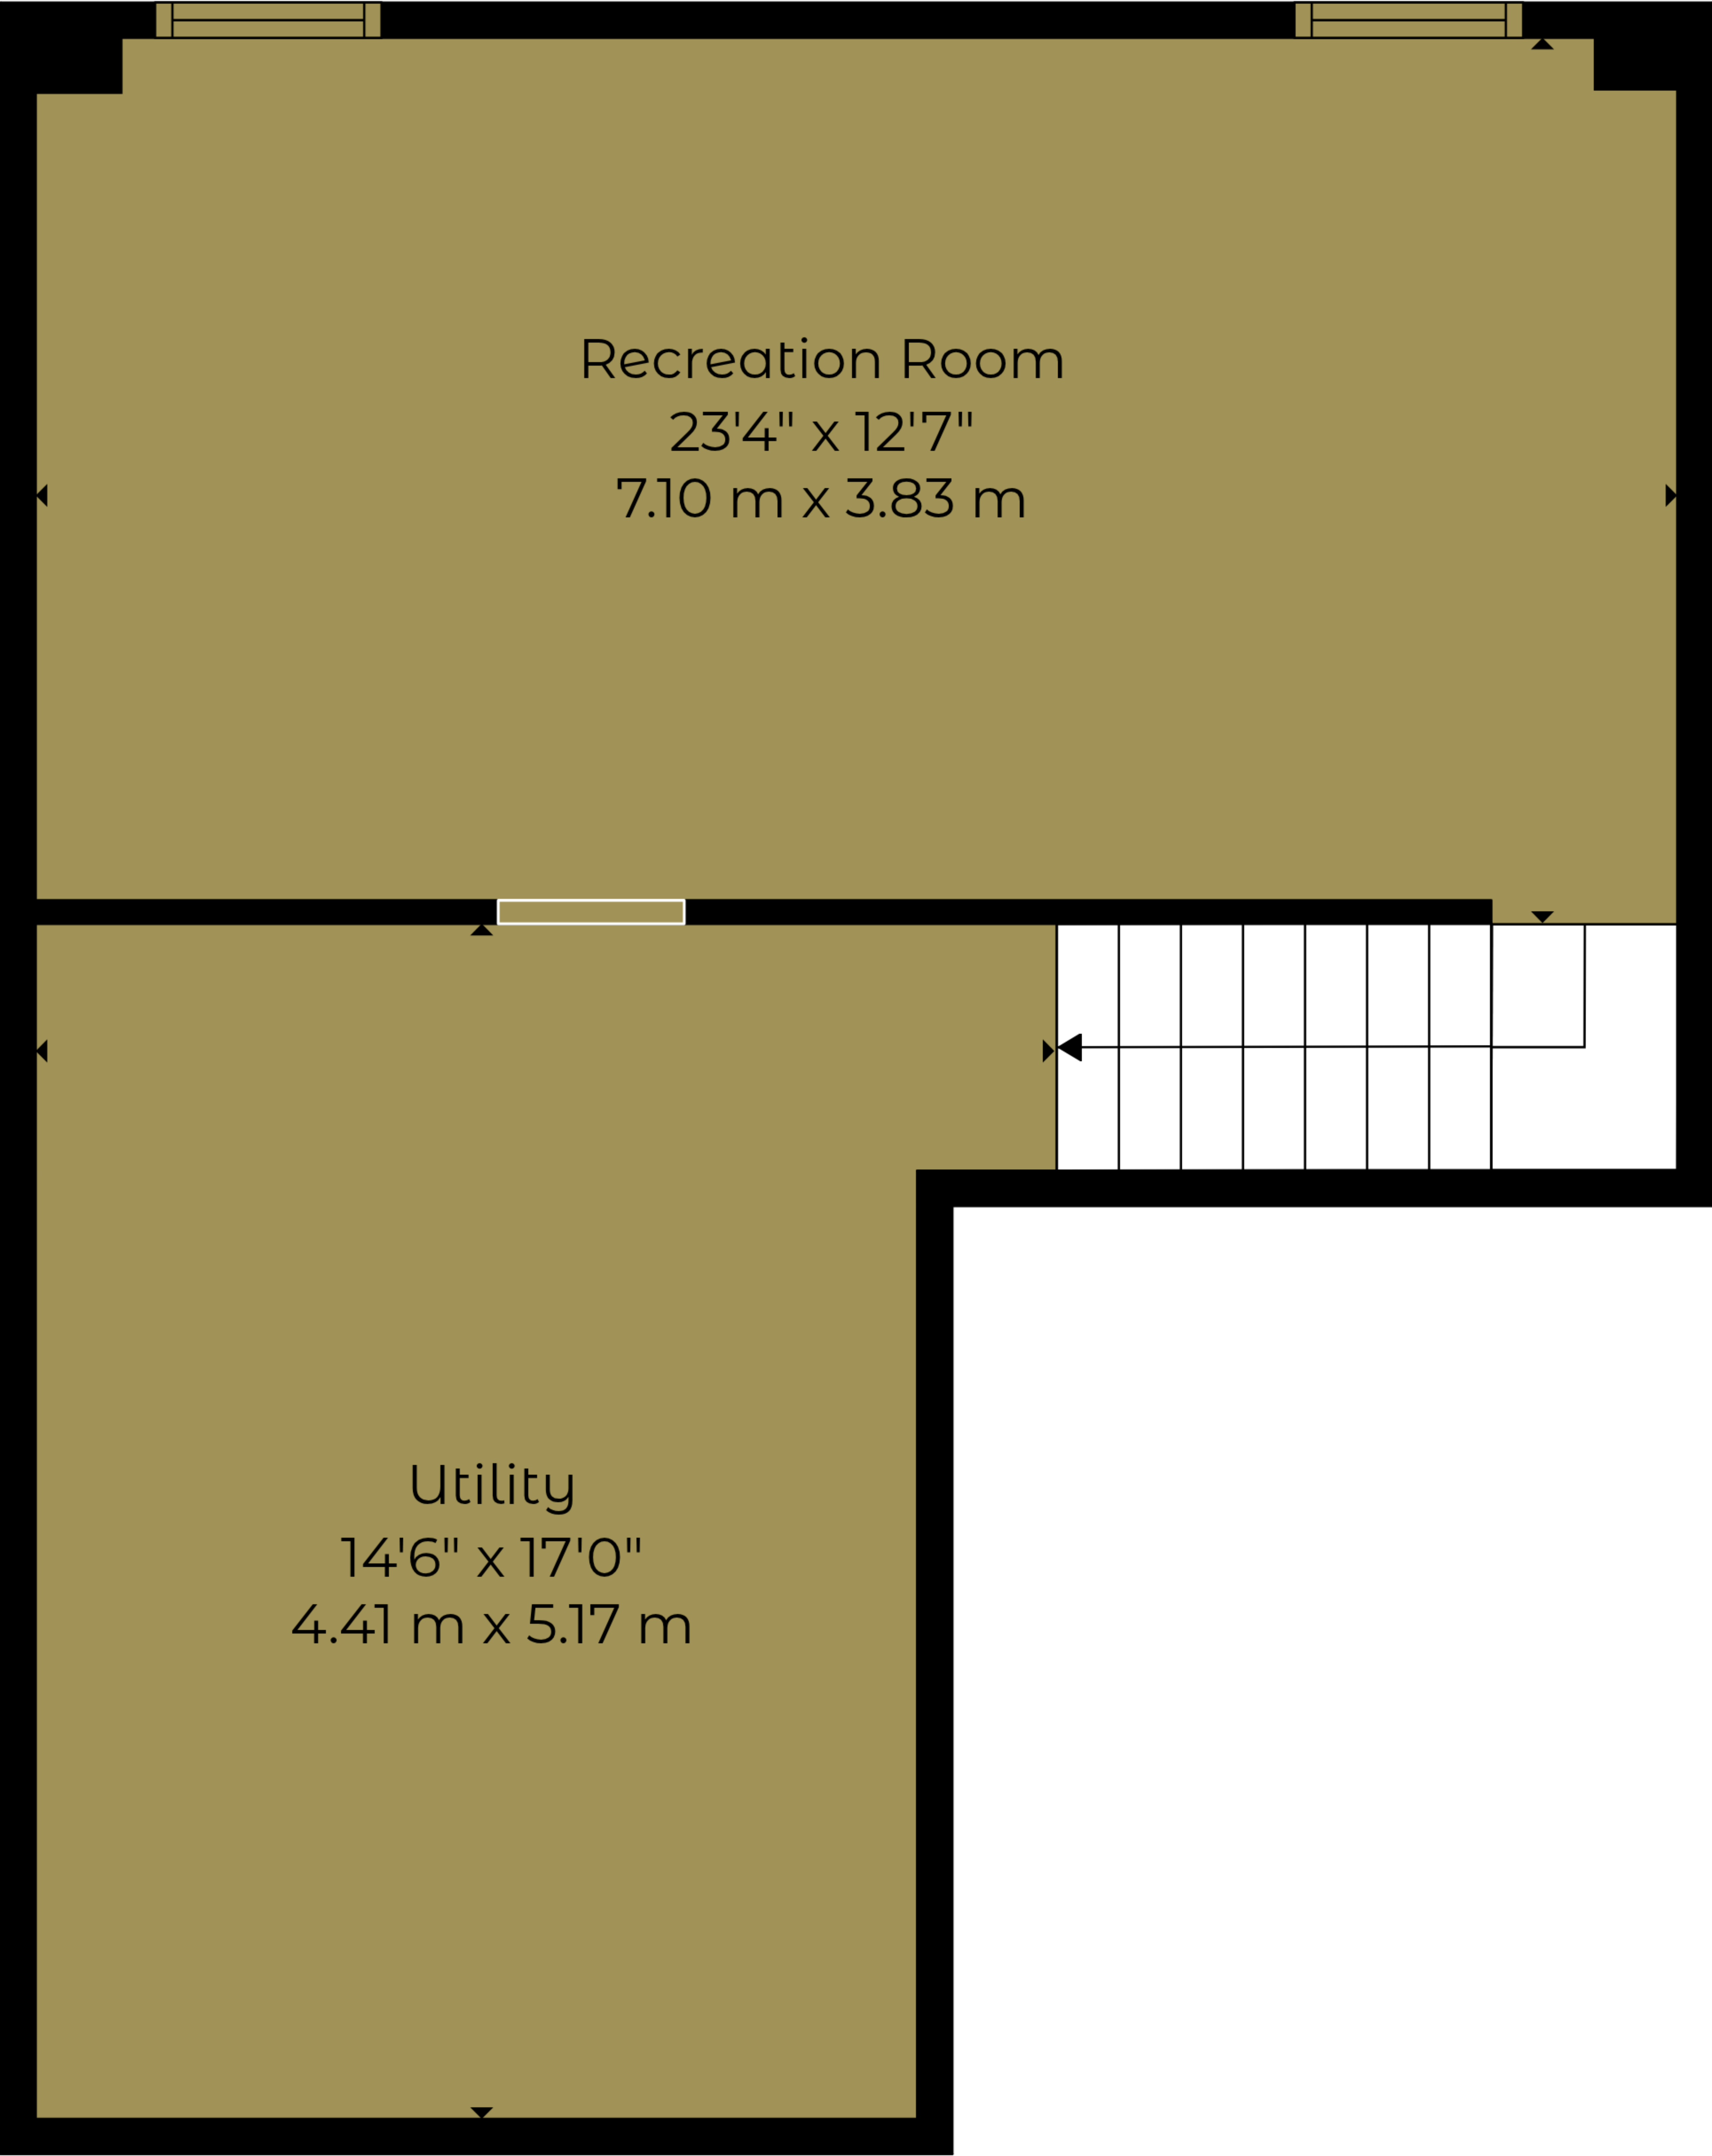 Recreation Room
23'4" x 12'7"
7.10 m x 3.83 m
Utility
14'6" x 17'0"
4.41 m x 5.17 m